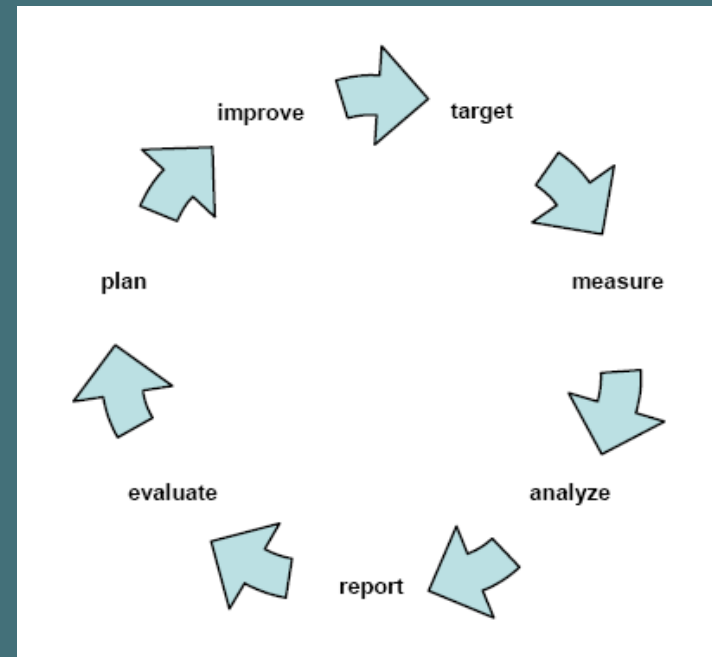 improve
target
plan
measure
evaluate
analyze
report